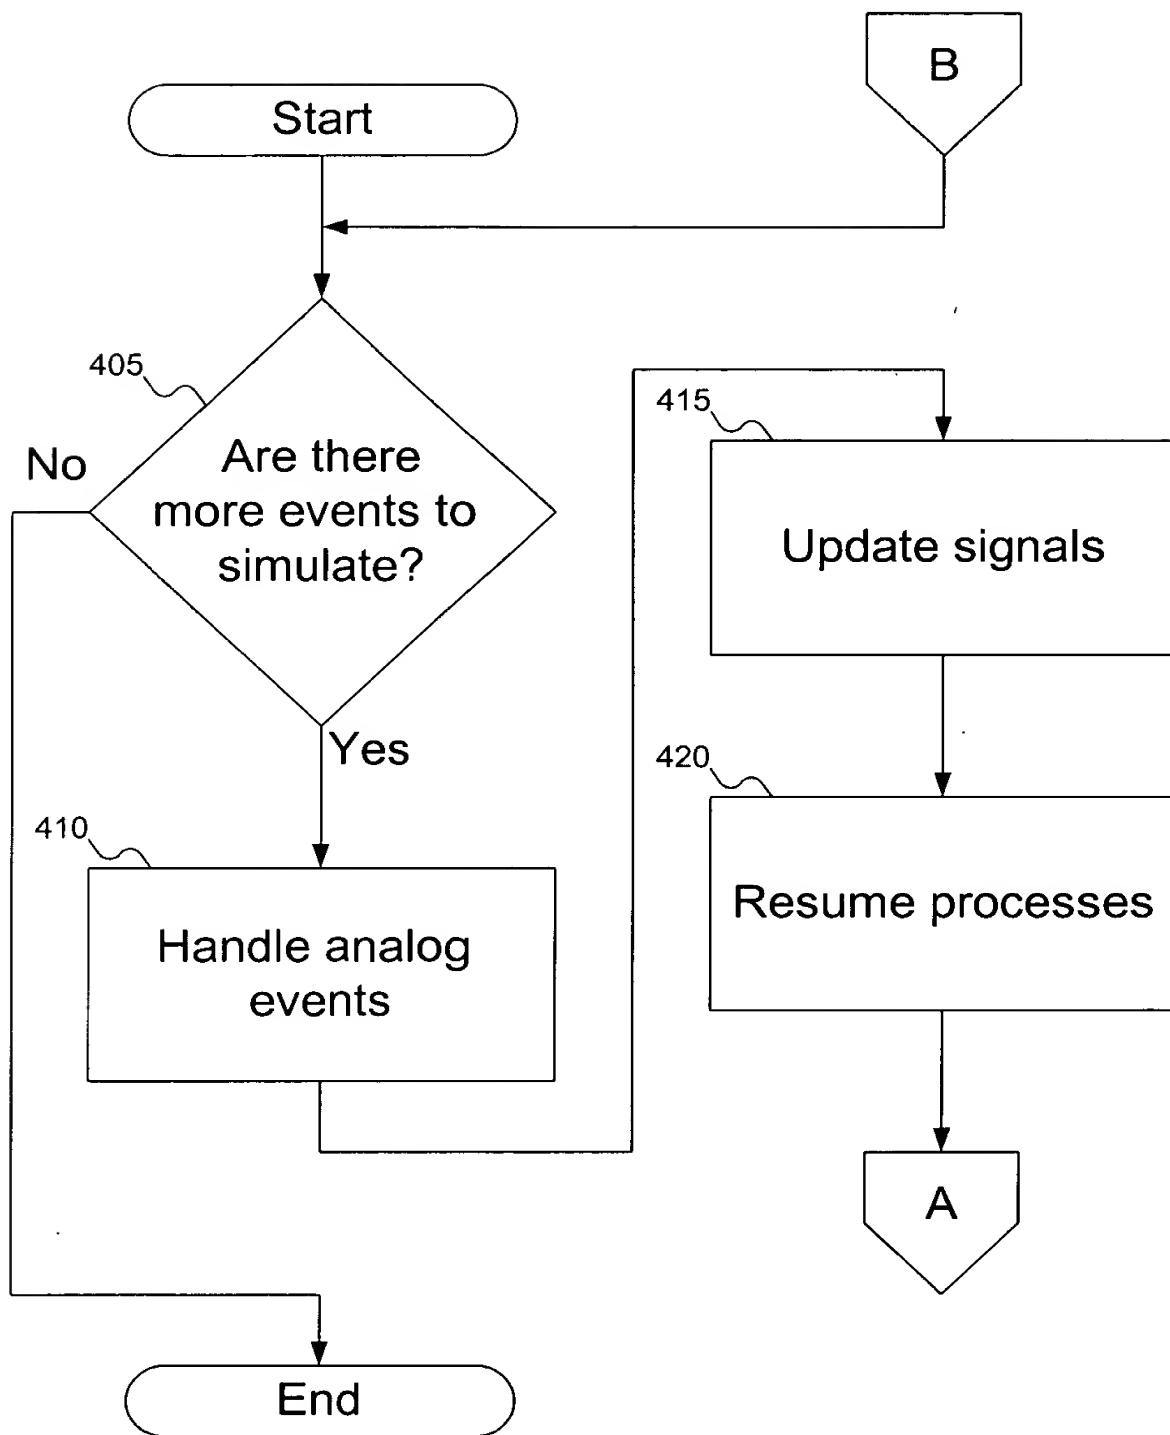 B
Start
405
No
Are there
more events to
simulate?
Yes
410
Handle analog
events
415
Update signals
420
Resume processes
A
End